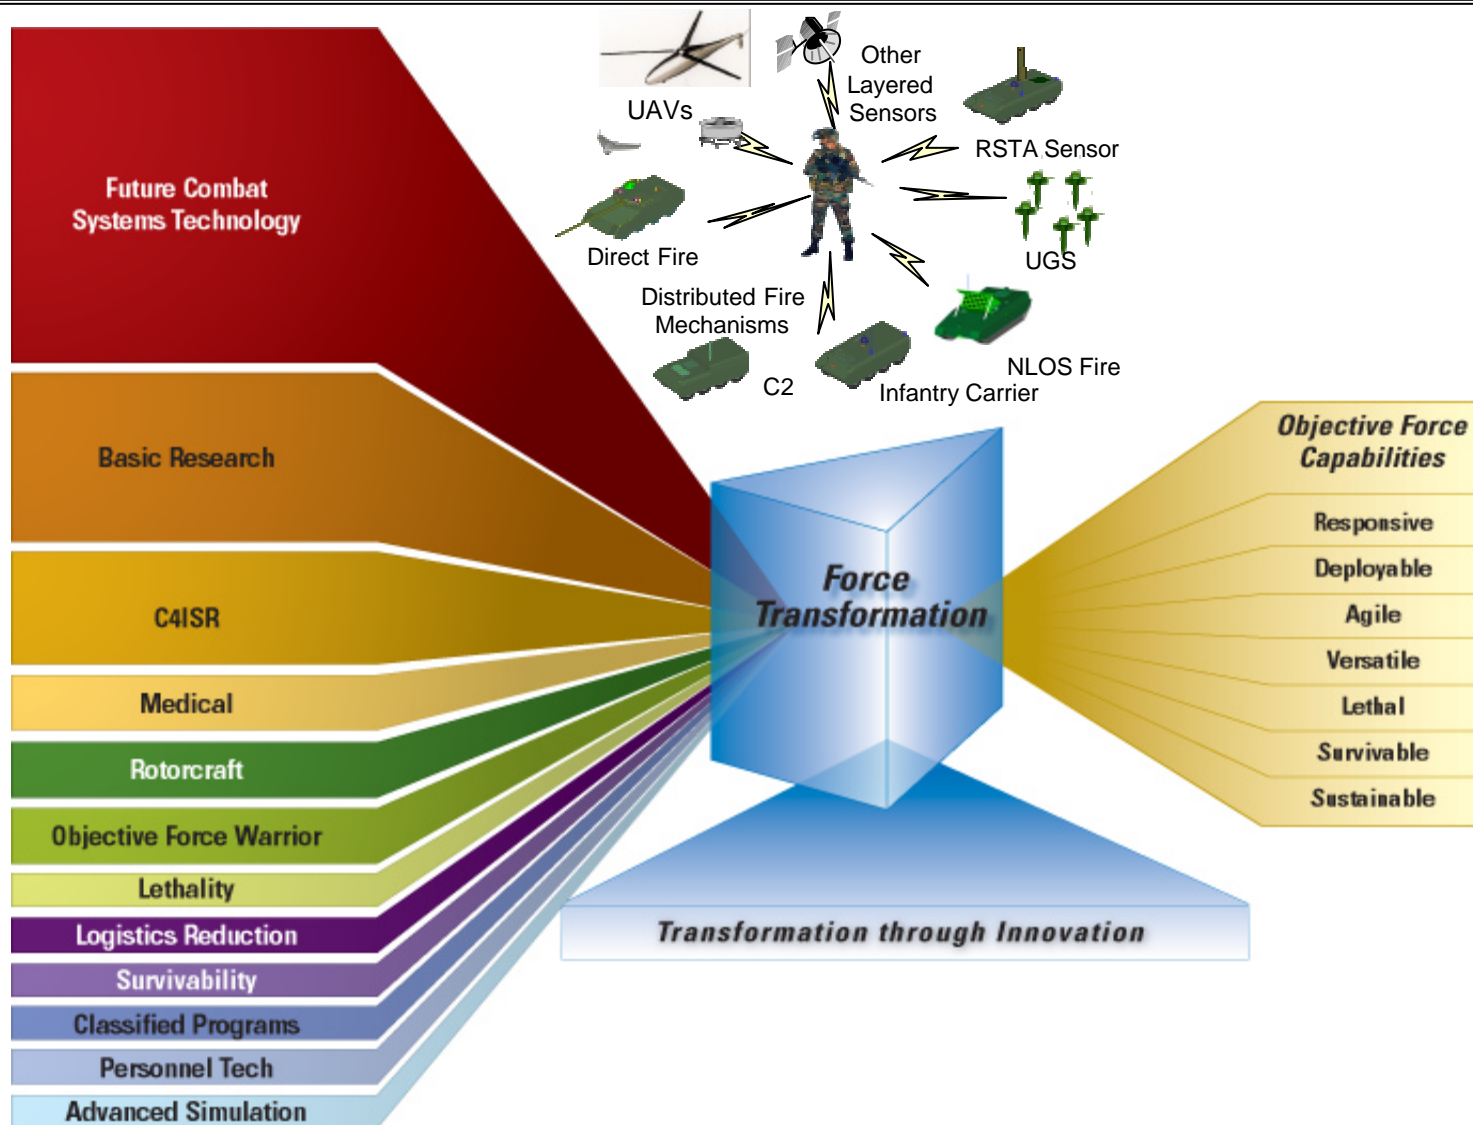 Other
Layered
Sensors
UAVs
RSTA Sensor
Direct Fire
UGS
Distributed Fire
Mechanisms
NLOS Fire
C2
Infantry Carrier
Future Combat
Systems Technology
Basic Research
C4ISR
Medical
Rotorcraft
Objective Force Warrior
Lethality
Logistics Reduction
Survivability
Classified Programs
Personnel Tech
Advanced Simulation
Force
Transformation
Transformation through Innovation
Objective Force
Capabilities
Responsive
Deployable
Agile
Versatile
Lethal
Survivable
Sustainable